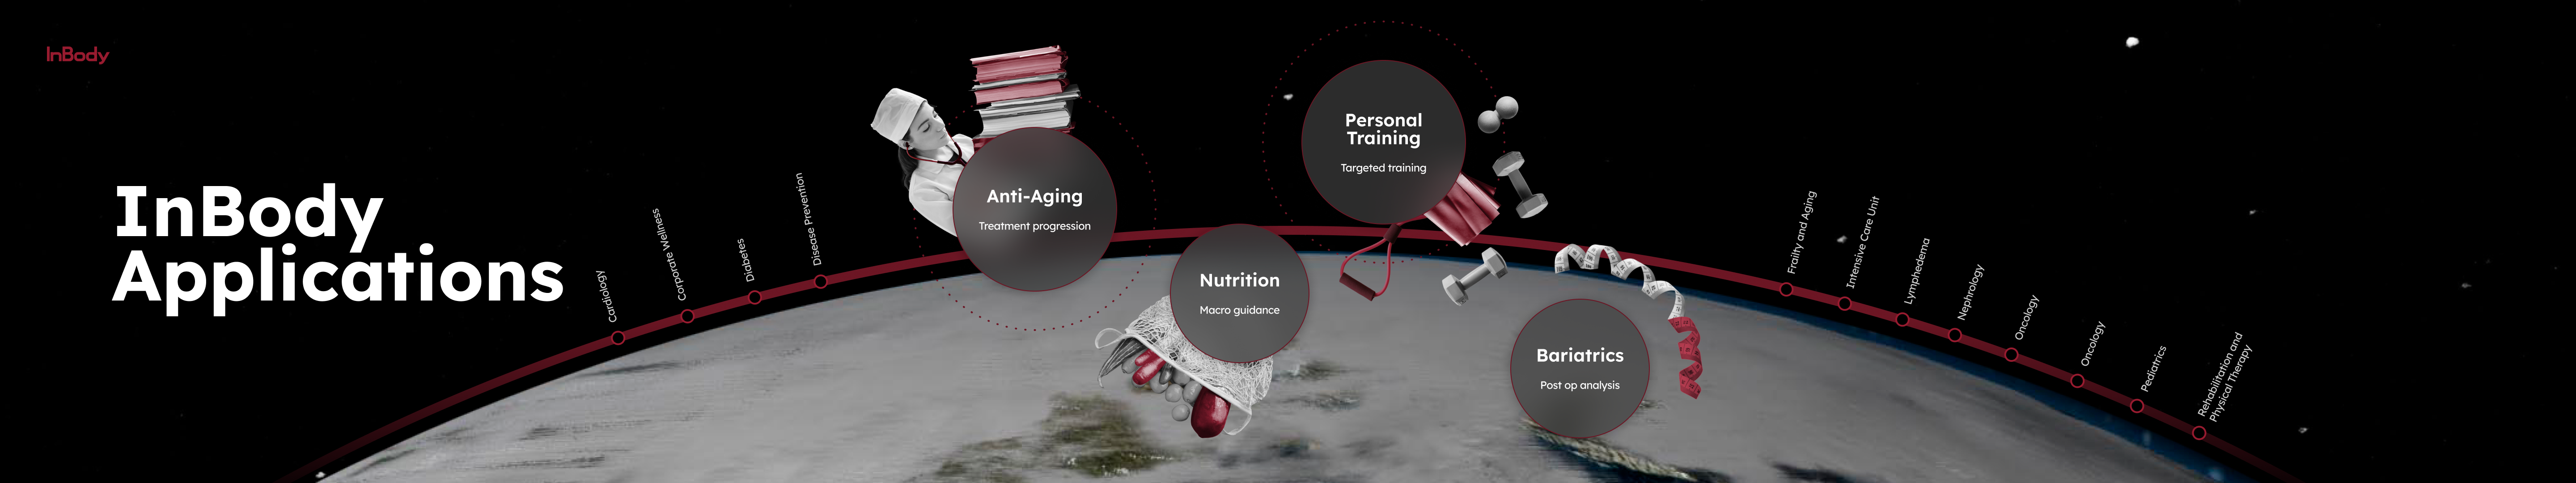 InBody
InBody
Applications
Cardiology
Corporate Wellness
Diabetes
Disease Prevention
Anti-Aging
Treatment progression
Nutrition
Macro guidance
Personal
Training
Targeted training
Bariatrics
Post op analysis
Frailty and Aging
Intensive Care Unit
Lymphedema
Nephrology
Oncology
Oncology
Pediatrics
Rehabilitation and
Physical Therapy